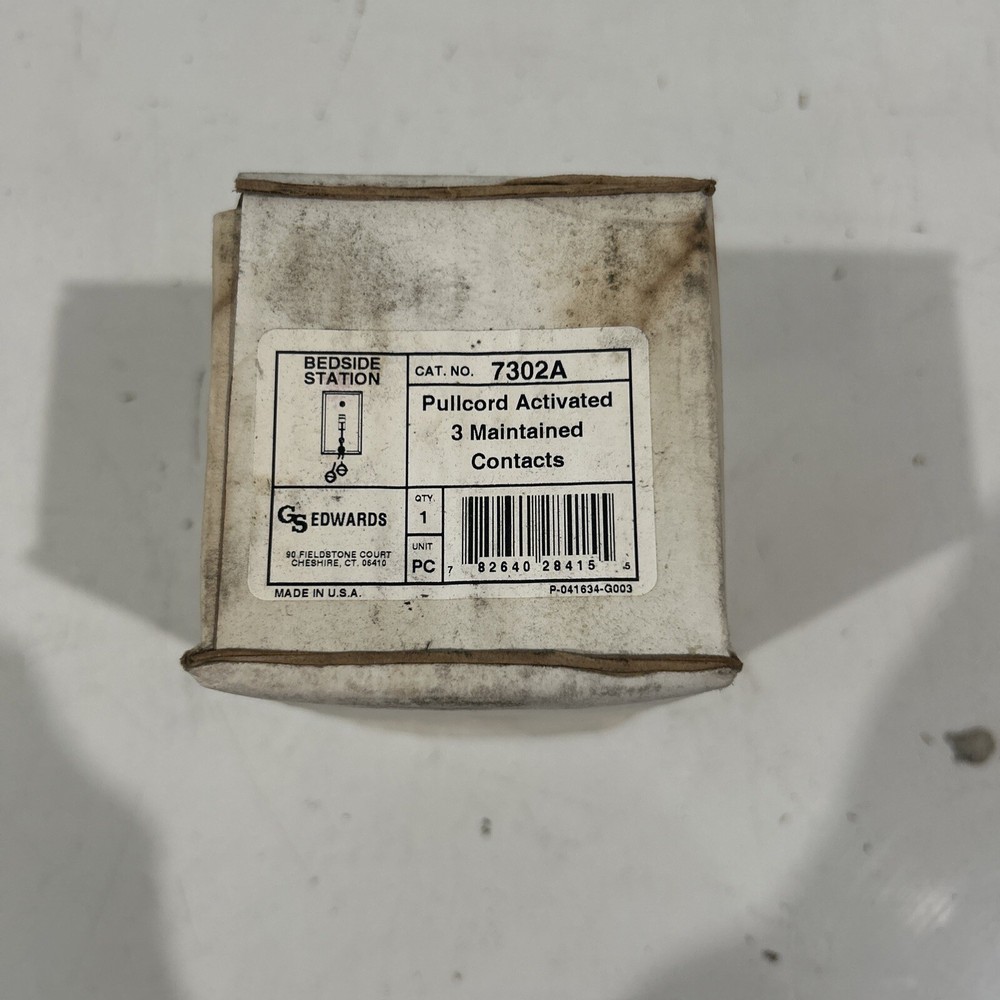 BEDSIDE
STATION
CAT. NO. 7302A
Pullcord Activated
3 Maintained
Contacts
GS EDWARDS
90 FIELDSTONE COURT
CHESHIRE, CT. 06410
QTY.
1
UNIT
PC
7 82640 28415 5
MADE IN U.S.A.
P-041634-G003